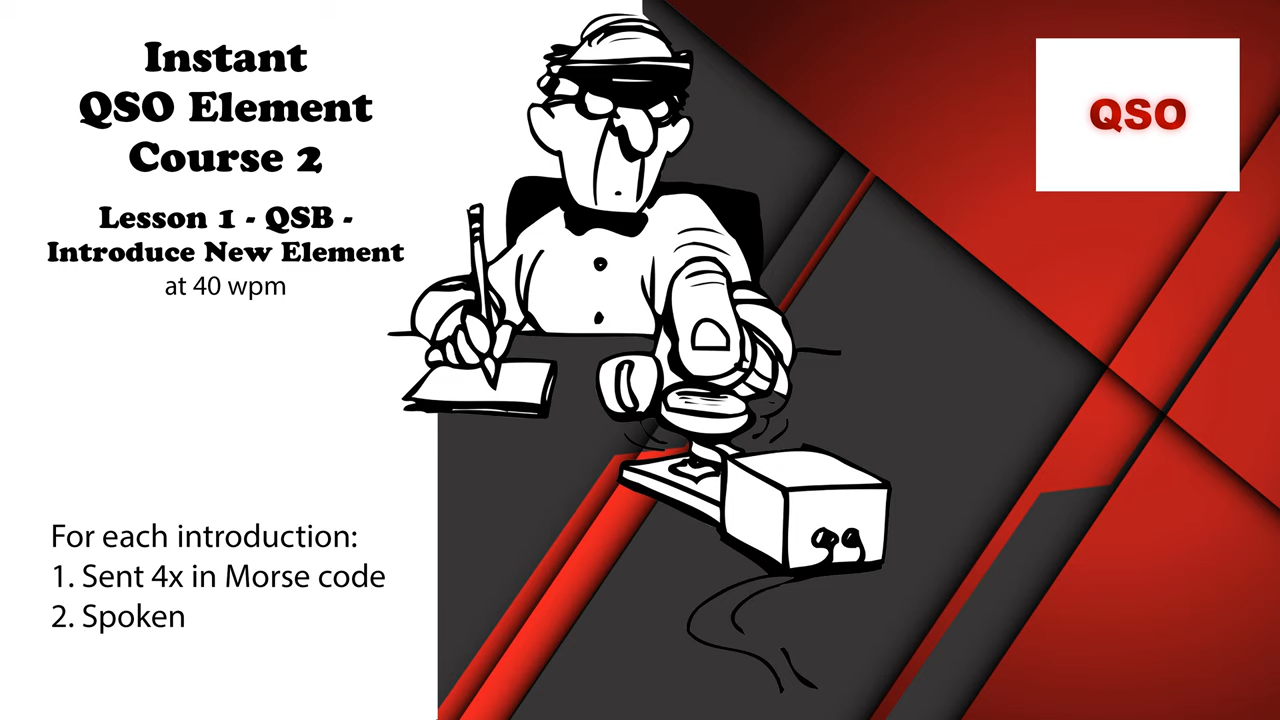 Instant
QSO Element
Course 2
Lesson 1 - QSB -
Introduce New Element
at 40 wpm
QSO
For each introduction:
1. Sent 4x in Morse code
2. Spoken